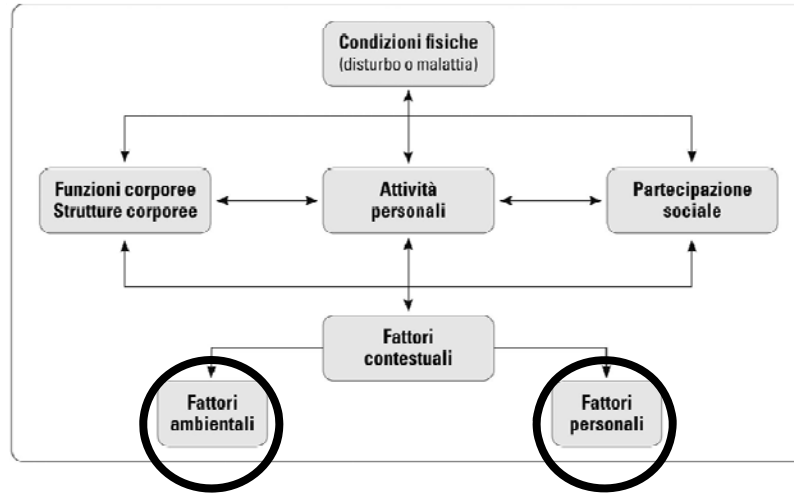 Condizioni fisiche
(disturbo o malattia)
Funzioni corporee
Strutture corporee
Attività
personali
Partecipazione
sociale
Fattori
contestuali
Fattori
ambientali
Fattori
personali